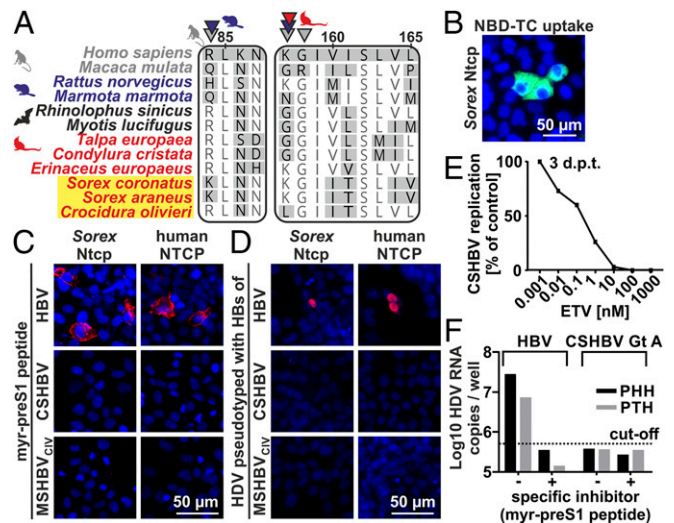 A
85
160
165
Homo sapiens
Macaca mulata
Rattus norvegicus
Marmota marmota
Rhinolophus sinicus
Myotis lucifugus
Talpa europaea
Condylura cristata
Erinaceus europaeus
Sorex coronatus
Sorex araneus
Crocidura olivieri
R L K N K G I V I S L V L
Q L N N G R I I L S L V P
H L S N K G I M I S L V I
Q L N N N G I M I S L V M
R L N N G G I V L S L V L
R L N N G G I V L S L I M
R L S D G G I V L S M I L
R L N D G G I V L S M I L
R L N H K G I V V S L V L
K L N N K G I I T S L I V
K L N N K G I I T S L I V
R L N N L G I I T S L V L
B
NBD-TC uptake
Sorex Ntcp
50 µm
E
CSHBV replication
[% of control]
100
50
0
3 d.p.t.
0.001
0.01
0.1
1
10
100
1000
ETV [nM]
C
Sorex Ntcp
human NTCP
myr-preS1 peptide
HBV
CSHBV
MSHBVCIV
50 µm
D
Sorex Ntcp
human NTCP
HDV pseudotyped with HBs of
HBV
CSHBV
MSHBVCIV
50 µm
F
HBV
CSHBV Gt A
Log10 HDV RNA
copies / well
8
7
6
5
PHH
PTH
cut-off
- + - +
specific inhibitor
(myr-preS1 peptide)